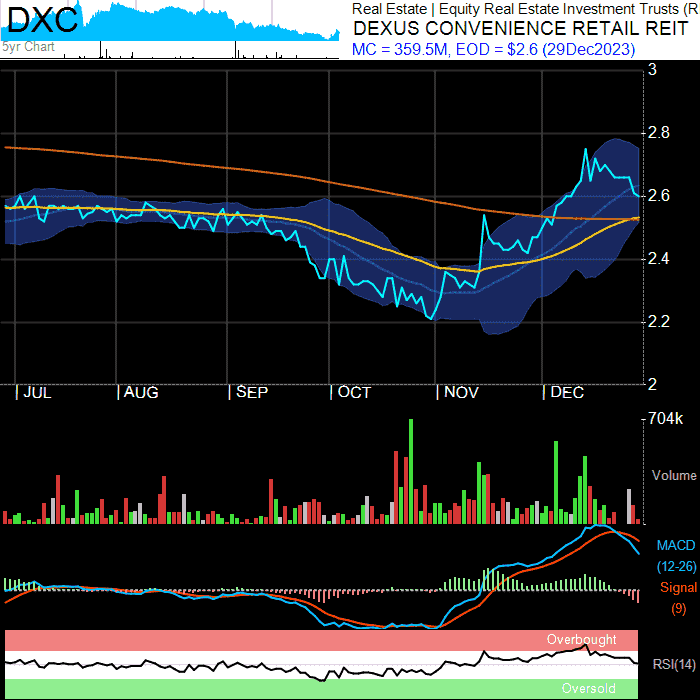 DXC
5yr Chart
Real Estate | Equity Real Estate Investment Trusts (R
DEXUS CONVENIENCE RETAIL REIT
MC = 359.5M, EOD = $2.6 (29Dec2023)
3
2.8
2.6
2.4
2.2
2
JUL AUG SEP OCT NOV DEC
704k
Volume
MACD
(12-26)
Signal
(9)
Overbought
RSI(14)
Oversold